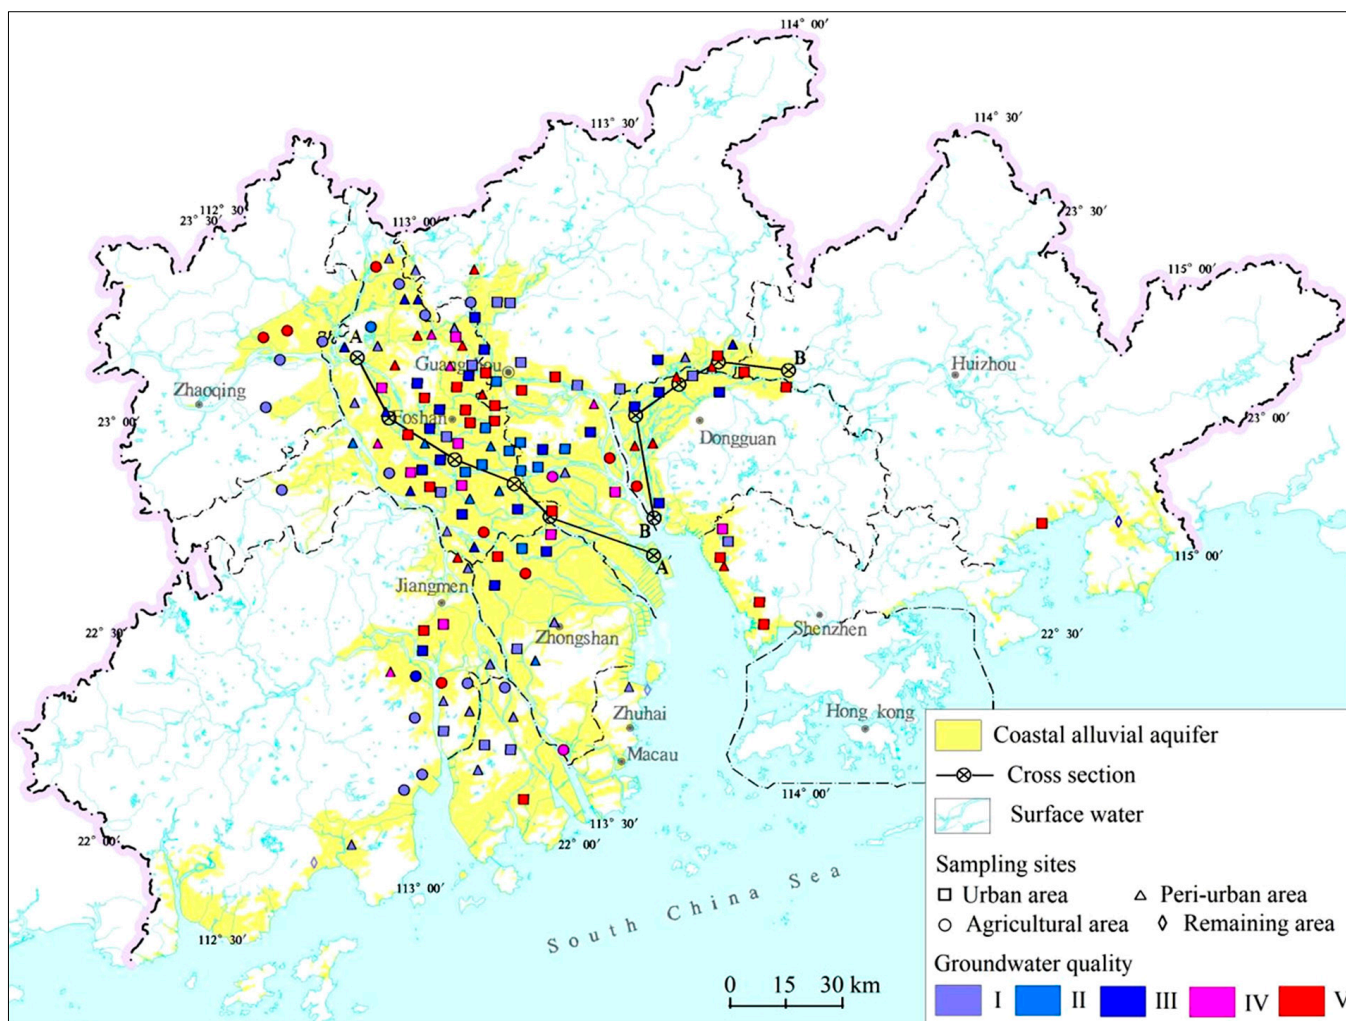 114° 00′
113° 30′
114° 30′
112° 30′
23° 30′
113° 00′
23° 30′
115° 00′
A
B
Guangzhou
Huizhou
Zhaoqing
23° 00′
Foshan
Dongguan
23° 00′
B′
A′
115° 00′
Jiangmen
22° 30′
Zhongshan
Shenzhen
22° 30′
Zhuhai
Hong kong
Macau
114° 00′
113° 30′
22° 00′
22° 00′
113° 00′
112° 30′
South China Sea
0 15 30 km
Coastal alluvial aquifer
Cross section
Surface water
Sampling sites
Urban area Peri-urban area
Agricultural area Remaining area
Groundwater quality
I II III IV V